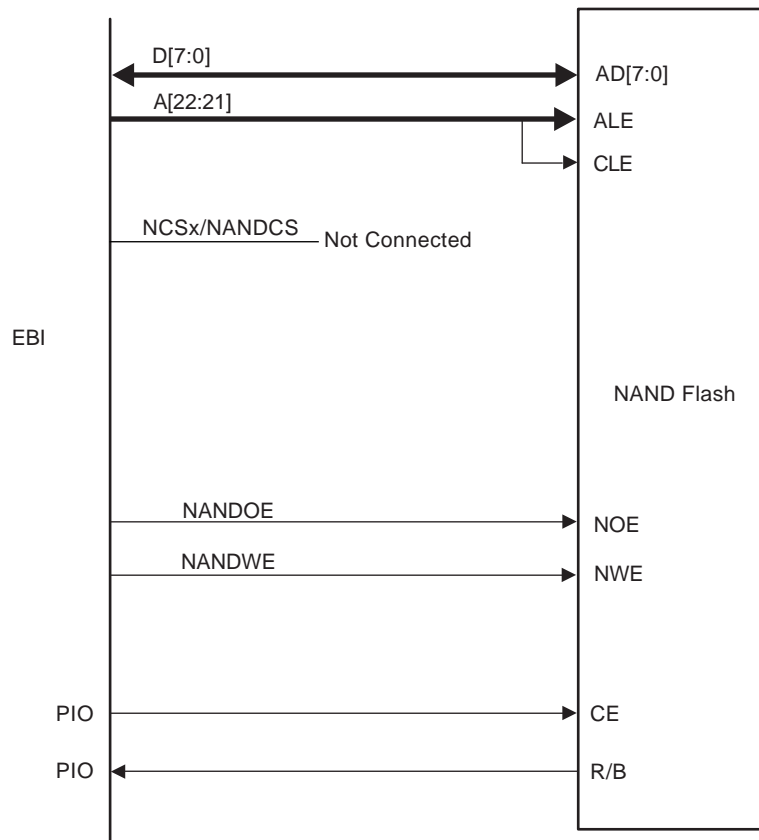 D[7:0]
AD[7:0]
A[22:21]
ALE
CLE
NCSx/NANDCS
Not Connected
EBI
NAND Flash
NANDOE
NOE
NANDWE
NWE
PIO
CE
PIO
R/B